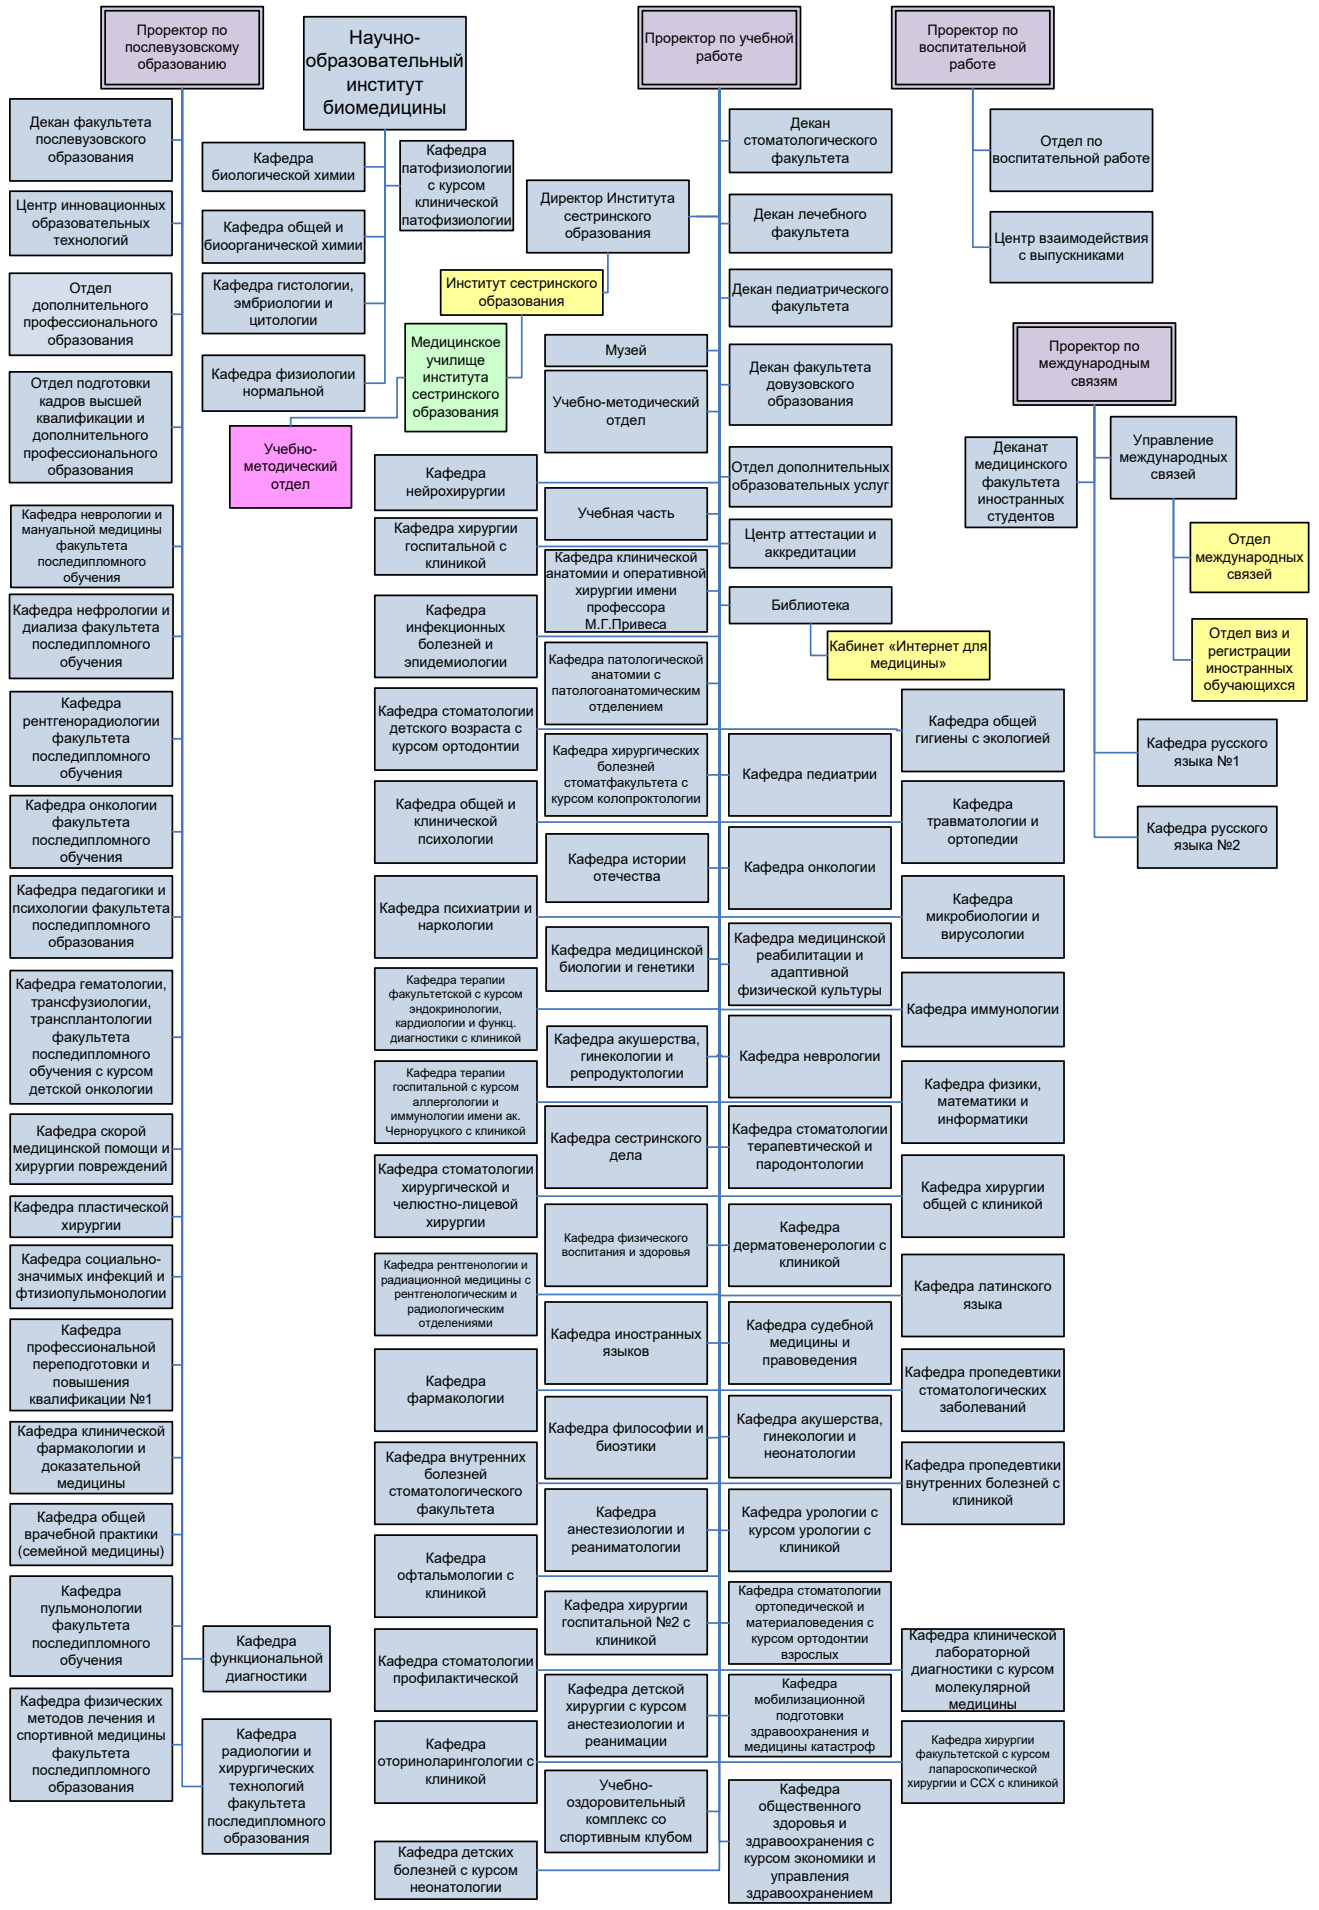 Проректор по
послевузовскому
образованию
Декан факультета
послевузовского
образования
Центр инновационных
образовательных
технологий
Отдел
дополнительного
профессионального
образования
Отдел подготовки
кадров высшей
квалификации и
дополнительного
профессионального
образования
Кафедра неврологии и
мануальной медицины
факультета
последипломного
обучения
Кафедра нефрологии и
диализа факультета
последипломного
обучения
Кафедра
рентгенорадиологии
факультета
последипломного
обучения
Кафедра онкологии
факультета
последипломного
обучения
Кафедра педагогики и
психологии факультета
последипломного
образования
Кафедра гематологии,
трансфузиологии,
трансплантологии
факультета
последипломного
обучения с курсом
детской онкологии
Кафедра скорой
медицинской помощи и
хирургии повреждений
Кафедра пластической
хирургии
Кафедра социально-
значимых инфекций и
фтизиопульмонологии
Кафедра
профессиональной
переподготовки и
повышения
квалификации №1
Кафедра клинической
фармакологии и
доказательной
медицины
Кафедра общей
врачебной практики
(семейной медицины)
Кафедра
пульмонологии
факультета
последипломного
обучения
Кафедра физических
методов лечения и
спортивной медицины
факультета
последипломного
образования
Кафедра
функциональной
диагностики
Кафедра
радиологии и
хирургических
технологий
факультета
последипломного
образования
Научно-
образовательный
институт
биомедицины
Кафедра
биологической химии
Кафедра
патофизиологии
с курсом
клинической
патофизиологии
Кафедра общей и
биоорганической химии
Кафедра гистологии,
эмбриологии и
цитологии
Кафедра физиологии
нормальной
Проректор по учебной
работе
Директор Института
сестринского
образования
Институт сестринского
образования
Медицинское
училище
института
сестринского
образования
Учебно-
методический
отдел
Декан
стоматологического
факультета
Декан лечебного
факультета
Декан педиатрического
факультета
Музей
Декан факультета
довузовского
образования
Учебно-методический
отдел
Кафедра
нейрохирургии
Отдел дополнительных
образовательных услуг
Учебная часть
Кафедра хирургии
госпитальной с
клиникой
Центр аттестации и
аккредитации
Кафедра клинической
анатомии и оперативной
хирургии имени
профессора
М.Г.Привеса
Библиотека
Кабинет «Интернет для
медицины»
Кафедра
инфекционных
болезней и
эпидемиологии
Кафедра патологической
анатомии с
патологоанатомическим
отделением
Кафедра стоматологии
детского возраста с
курсом ортодонтии
Кафедра общей
гигиены с экологией
Кафедра хирургических
болезней
стоматфакультета с
курсом колопроктологии
Кафедра педиатрии
Кафедра общей и
клинической
психологии
Кафедра
травматологии и
ортопедии
Кафедра истории
отечества
Кафедра онкологии
Кафедра психиатрии и
наркологии
Кафедра
микробиологии и
вирусологии
Кафедра медицинской
биологии и генетики
Кафедра медицинской
реабилитации и
адаптивной
физической культуры
Кафедра терапии
факультетской с курсом
эндокринологии,
кардиологии и функц.
диагностики с клиникой
Кафедра иммунологии
Кафедра акушерства,
гинекологии и
репродуктологии
Кафедра неврологии
Кафедра терапии
госпитальной с курсом
аллергологии и
иммунологии имени ак.
Черноруцкого с клиникой
Кафедра физики,
математики и
информатики
Кафедра сестринского
дела
Кафедра стоматологии
терапевтической и
пародонтологии
Кафедра стоматологии
хирургической и
челюстно-лицевой
хирургии
Кафедра хирургии
общей с клиникой
Кафедра физического
воспитания и здоровья
Кафедра
дерматовенерологии с
клиникой
Кафедра рентгенологии и
радиационной медицины с
рентгенологическим и
радиологическим
отделениями
Кафедра латинского
языка
Кафедра иностранных
языков
Кафедра судебной
медицины и
правоведения
Кафедра
фармакологии
Кафедра пропедевтики
стоматологических
заболеваний
Кафедра философии и
биоэтики
Кафедра акушерства,
гинекологии и
неонатологии
Кафедра внутренних
болезней
стоматологического
факультета
Кафедра пропедевтики
внутренних болезней с
клиникой
Кафедра
анестезиологии и
реаниматологии
Кафедра урологии с
курсом урологии с
клиникой
Кафедра
офтальмологии с
клиникой
Кафедра хирургии
госпитальной №2 с
клиникой
Кафедра стоматологии
ортопедической и
материаловедения с
курсом ортодонтии
взрослых
Кафедра стоматологии
профилактической
Кафедра клинической
лабораторной
диагностики с курсом
молекулярной
медицины
Кафедра детской
хирургии с курсом
анестезиологии и
реанимации
Кафедра
мобилизационной
подготовки
здравоохранения и
медицины катастроф
Кафедра
оториноларингологии с
клиникой
Кафедра хирургии
факультетской с курсом
лапароскопической
хирургии и ССХ с клиникой
Учебно-
оздоровительный
комплекс со
спортивным клубом
Кафедра
общественного
здоровья и
здравоохранения с
курсом экономики и
управления
здравоохранением
Кафедра детских
болезней с курсом
неонатологии
Проректор по
воспитательной
работе
Отдел по
воспитательной работе
Центр взаимодействия
с выпускниками
Проректор по
международным
связям
Деканат
медицинского
факультета
иностранных
студентов
Управление
международных
связей
Отдел
международных
связей
Отдел виз и
регистрации
иностранных
обучающихся
Кафедра русского
языка №1
Кафедра русского
языка №2